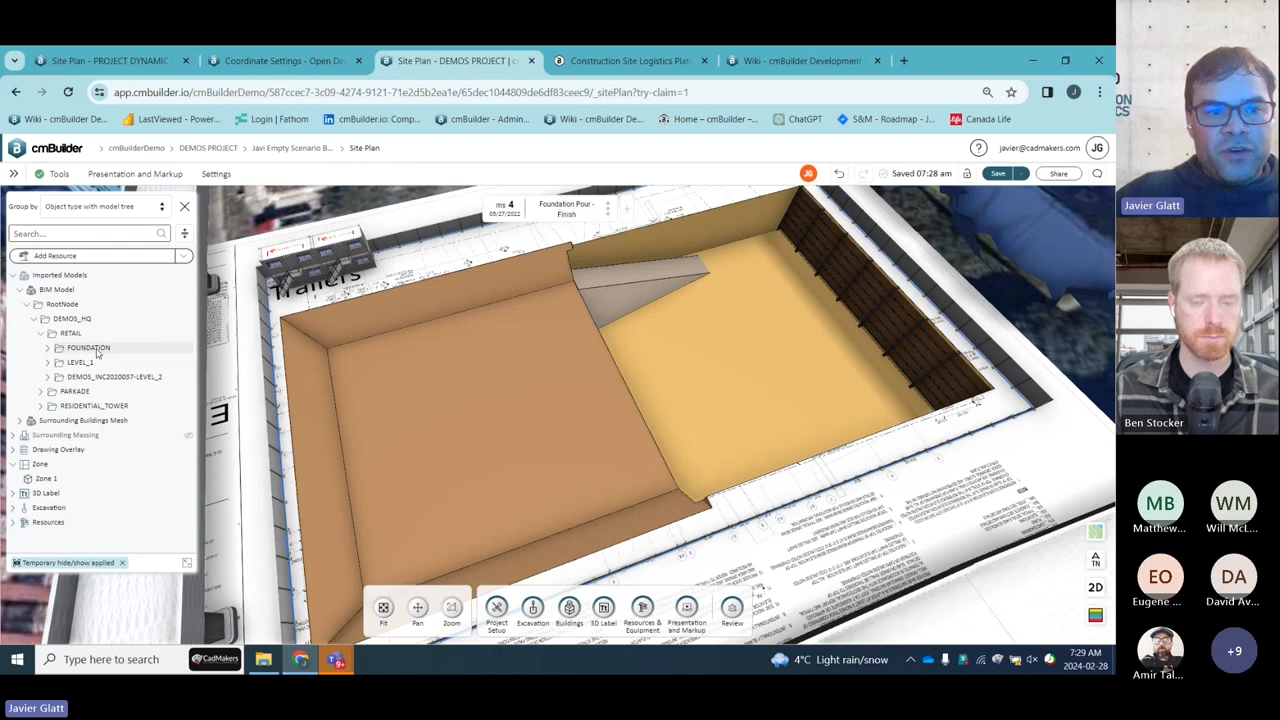 Site Plan - PROJECT DYNAMIC
Coordinate Settings - Open De
Site Plan - DEMOS PROJECT | c
Construction Site Logistics Plat
Wiki - cmBuilder Development
app.cmbuilder.io/cmBuilderDemo/587ccec7-3c09-4274-9121-71e2d5b2ea1e/65dec1044809de6df83ceec9/_sitePlan?try-claim=1
J
Wiki - cmBuilder De...
LastViewed - Power...
Login | Fathom
cmBuilder.io: Comp...
cmBuilder - Admin...
Wiki - cmBuilder De...
Home – cmBuilder –...
ChatGPT
S&M - Roadmap - J...
Canada Life
cmBuilder
cmBuilderDemo
DEMOS PROJECT
Javi Empty Scenario B...
Site Plan
javier@cadmakers.com
JG
Tools
Presentation and Markup
Settings
JG
Saved 07:28 am
Save
Share
Group by
Object type with model tree
Search...
Add Resource
Imported Models
BIM Model
RootNode
DEMOS_HQ
RETAIL
FOUNDATION
LEVEL_1
DEMOS_INC2020037-LEVEL_2
PARKADE
RESIDENTIAL_TOWER
Surrounding Buildings Mesh
Surrounding Massing
Drawing Overlay
Zone
Zone 1
3D Label
Excavation
Resources
Temporary hide/show applied
ms 4
05/27/2022
Foundation Pour -
Finish
Trailers
E
TN
2D
Fit
Pan
Zoom
Project
Setup
Excavation
Buildings
3D Label
Resources &
Equipment
Presentation
and Markup
Review
Type here to search
CadMakers
9+
4°C Light rain/snow
7:29 AM
2024-02-28
Javier Glatt
Javier Glatt
Ben Stocker
MB
Matthew...
WM
Will McL...
EO
Eugene ...
DA
David Av...
Amir Tal...
+9